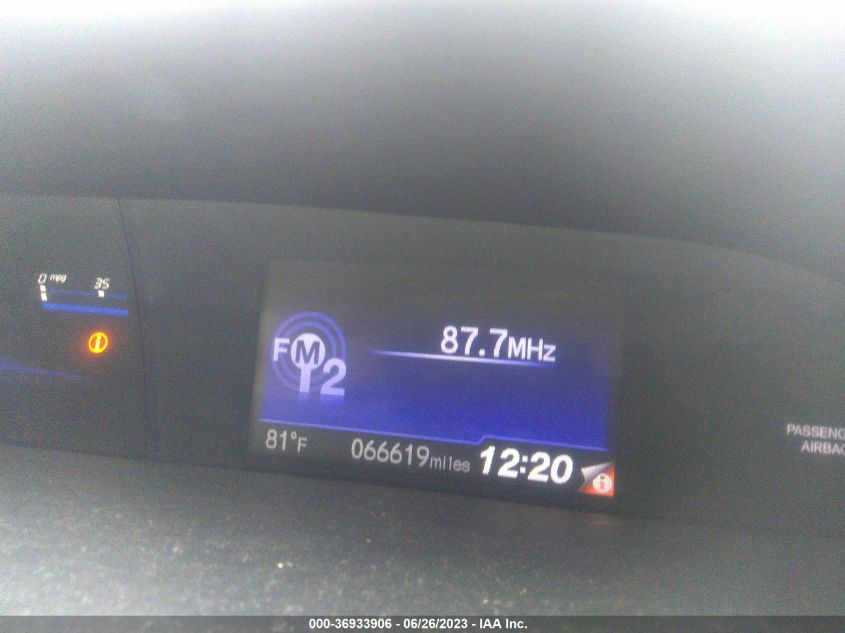 0 mpg 35
87.7MHz
FM 2
81°F 066619miles 12:20 i
PASSENG
AIRBAG
000-36933906 - 06/26/2023 - IAA Inc.